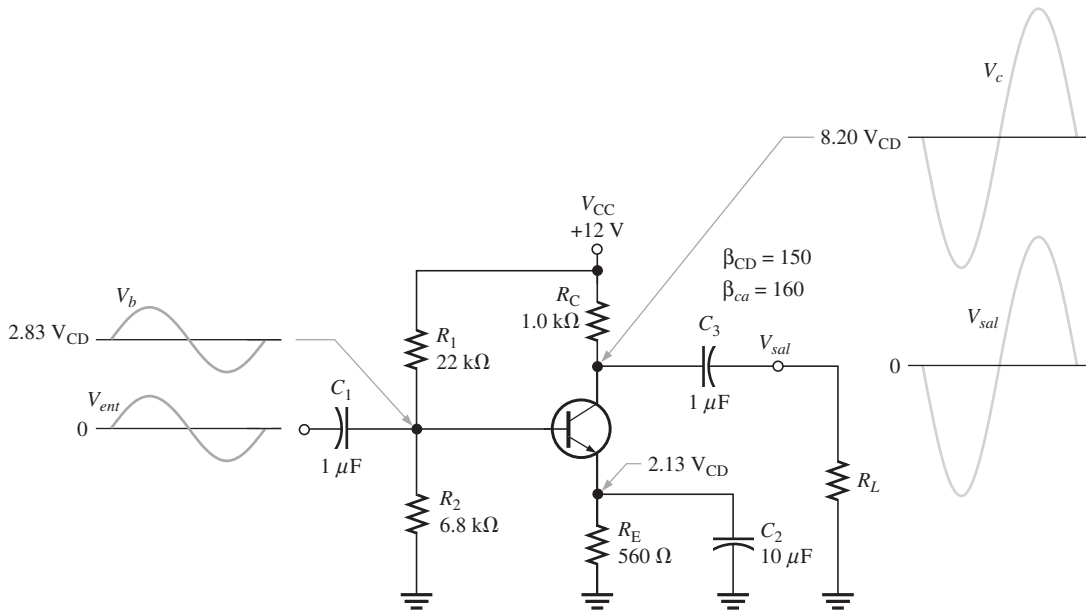 V_c
8.20 V_CD
V_CC
+12 V
β_CD = 150
β_ca = 160
V_b
2.83 V_CD
R_C
1.0 kΩ
R_1
22 kΩ
C_3
1 μF
V_sal
V_sal
0
V_ent
0
C_1
1 μF
2.13 V_CD
R_L
R_2
6.8 kΩ
R_E
560 Ω
C_2
10 μF